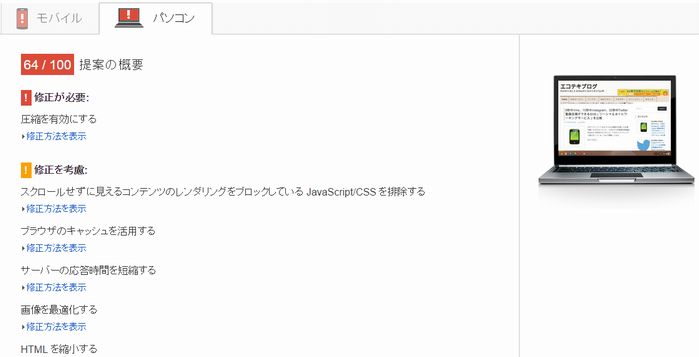 モバイル
パソコン
64 / 100 提案の概要
! 修正が必要:
圧縮を有効にする
修正方法を表示
! 修正を考慮:
スクロールせずに見えるコンテンツのレンダリングをブロックしている JavaScript/CSS を排除する
修正方法を表示
ブラウザのキャッシュを活用する
修正方法を表示
サーバーの応答時間を短縮する
修正方法を表示
画像を最適化する
修正方法を表示
HTML を縮小する
エコテキブログ